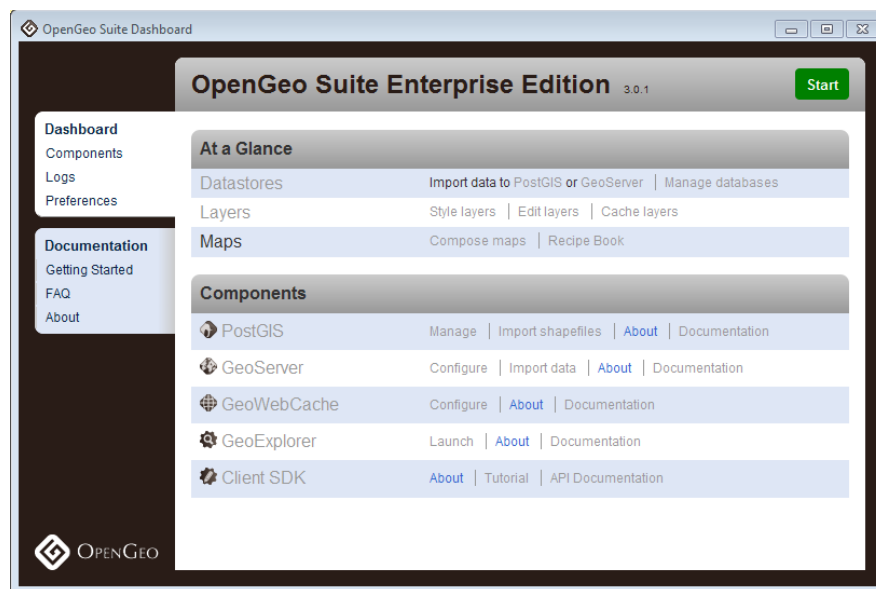 OpenGeo Suite Dashboard
OpenGeo Suite Enterprise Edition 3.0.1
Start
Dashboard
Components
Logs
Preferences
Documentation
Getting Started
FAQ
About
At a Glance
Datastores Import data to PostGIS or GeoServer | Manage databases
Layers Style layers | Edit layers | Cache layers
Maps Compose maps | Recipe Book
Components
PostGIS Manage | Import shapefiles | About | Documentation
GeoServer Configure | Import data | About | Documentation
GeoWebCache Configure | About | Documentation
GeoExplorer Launch | About | Documentation
Client SDK About | Tutorial | API Documentation
OpenGeo